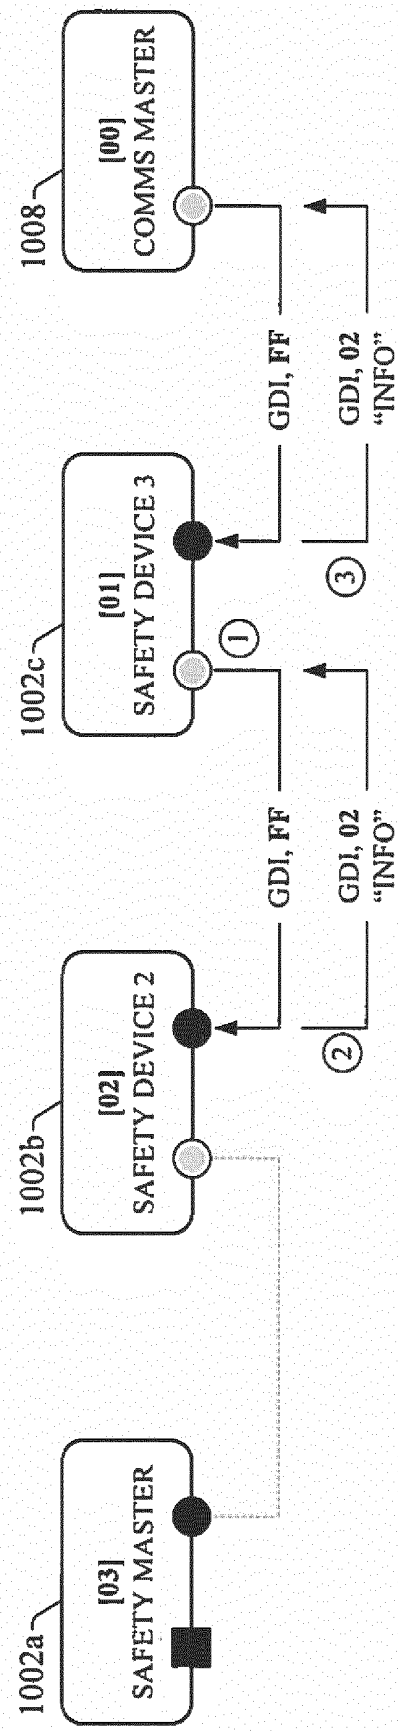 1002a
[03]
SAFETY MASTER
1002b
[02]
SAFETY DEVICE 2
1002c
[01]
SAFETY DEVICE 3
1008
[00]
COMMS MASTER
GDI, FF
GDI, 02
"INFO"
2
1
GDI, FF
GDI, 02
"INFO"
3